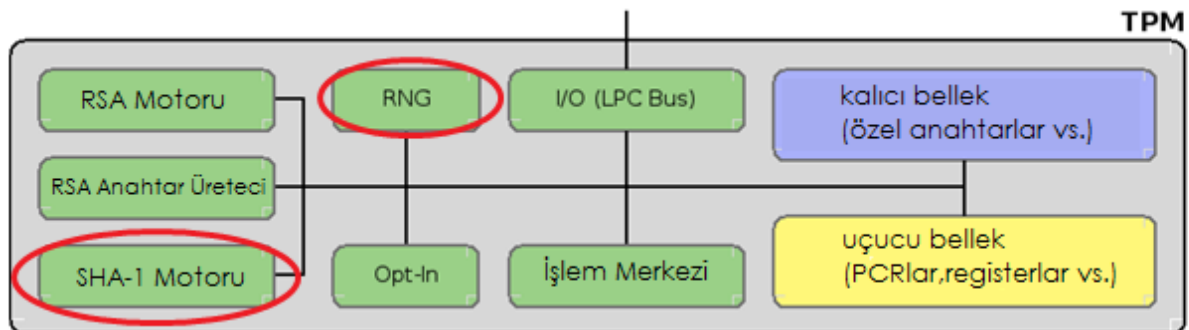 TPM
RSA Motoru
RNG
I/O (LPC Bus)
kalıcı bellek
(özel anahtarlar vs.)
RSA Anahtar Üreteci
SHA-1 Motoru
Opt-In
İşlem Merkezi
uçucu bellek
(PCRlar,registerlar vs.)